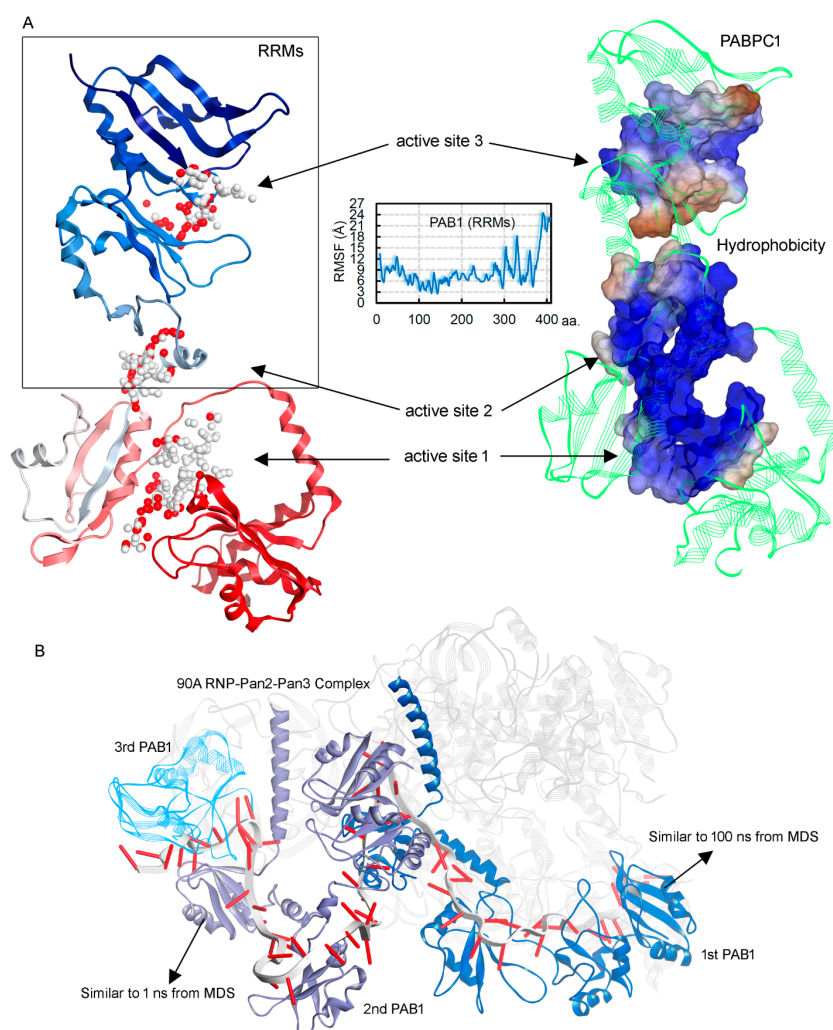 A
RRMs
PABPC1
active site 3
27
24
21
18
15
12
9
6
3
0
RMSF (Å)
PAB1 (RRMs)
0 100 200 300 400 aa.
Hydrophobicity
active site 2
active site 1
B
90A RNP-Pan2-Pan3 Complex
3rd PAB1
Similar to 100 ns from MDS
1st PAB1
Similar to 1 ns from MDS
2nd PAB1